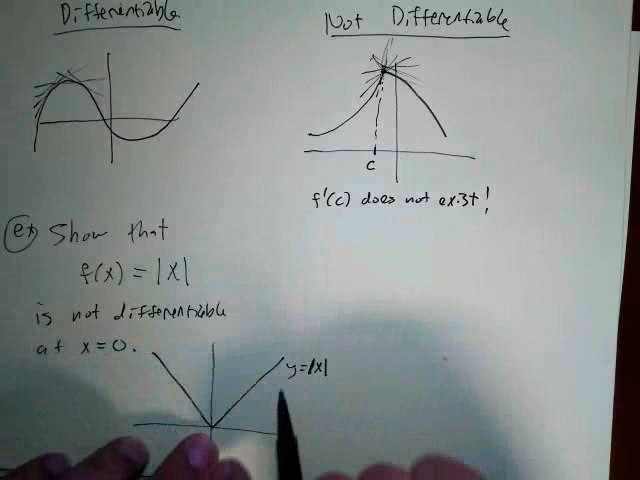 Differentiable
Not Differentiable
c
f'(c) does not exist!
ex Show that
f(x) = |x|
is not differentiable
at x=0.
y=|x|